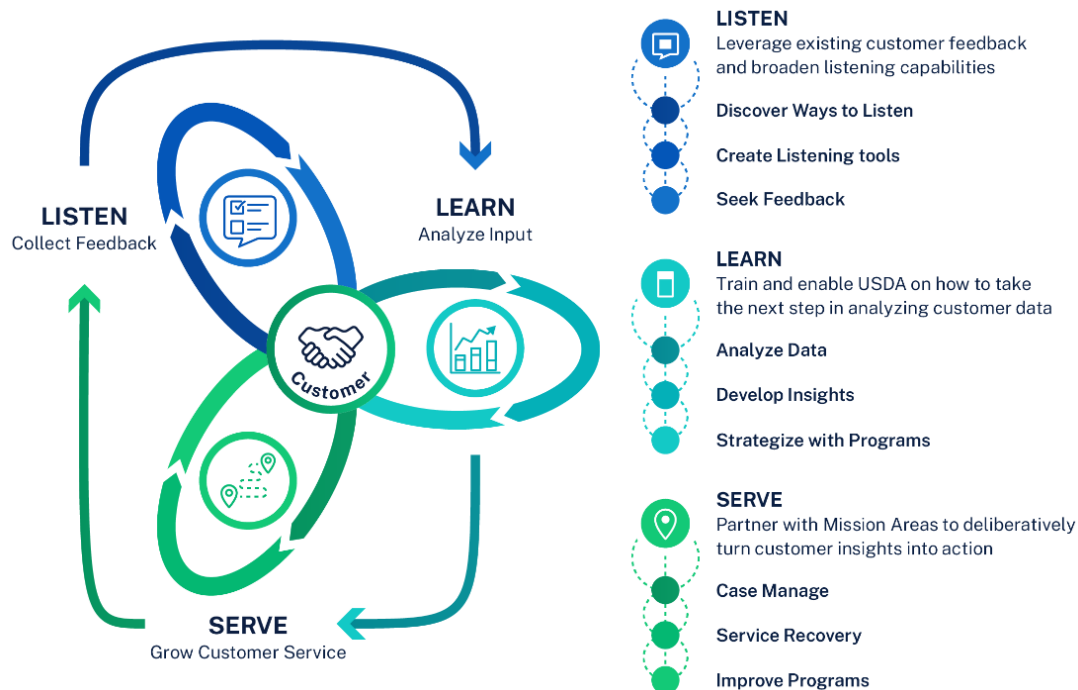 LISTEN
Collect Feedback
LEARN
Analyze Input
Customer
SERVE
Grow Customer Service
LISTEN
Leverage existing customer feedback
and broaden listening capabilities
Discover Ways to Listen
Create Listening tools
Seek Feedback
LEARN
Train and enable USDA on how to take
the next step in analyzing customer data
Analyze Data
Develop Insights
Strategize with Programs
SERVE
Partner with Mission Areas to deliberatively
turn customer insights into action
Case Manage
Service Recovery
Improve Programs